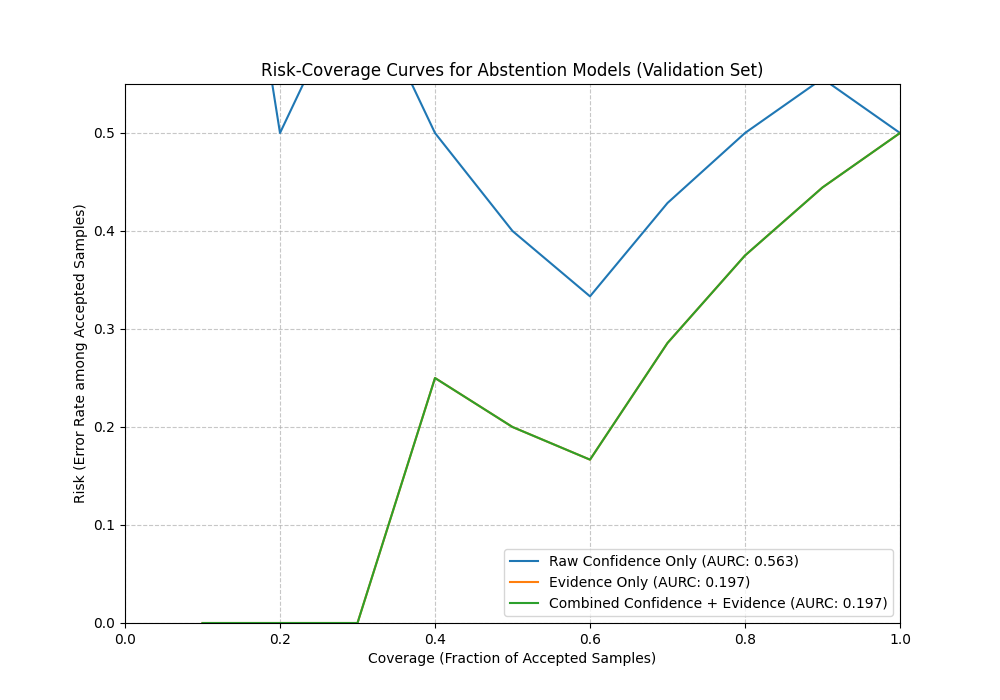 Risk-Coverage Curves for Abstention Models (Validation Set)
Risk (Error Rate among Accepted Samples)
0.5
0.4
0.3
0.2
0.1
0.0
0.0 0.2 0.4 0.6 0.8 1.0
Coverage (Fraction of Accepted Samples)
Raw Confidence Only (AURC: 0.563)
Evidence Only (AURC: 0.197)
Combined Confidence + Evidence (AURC: 0.197)